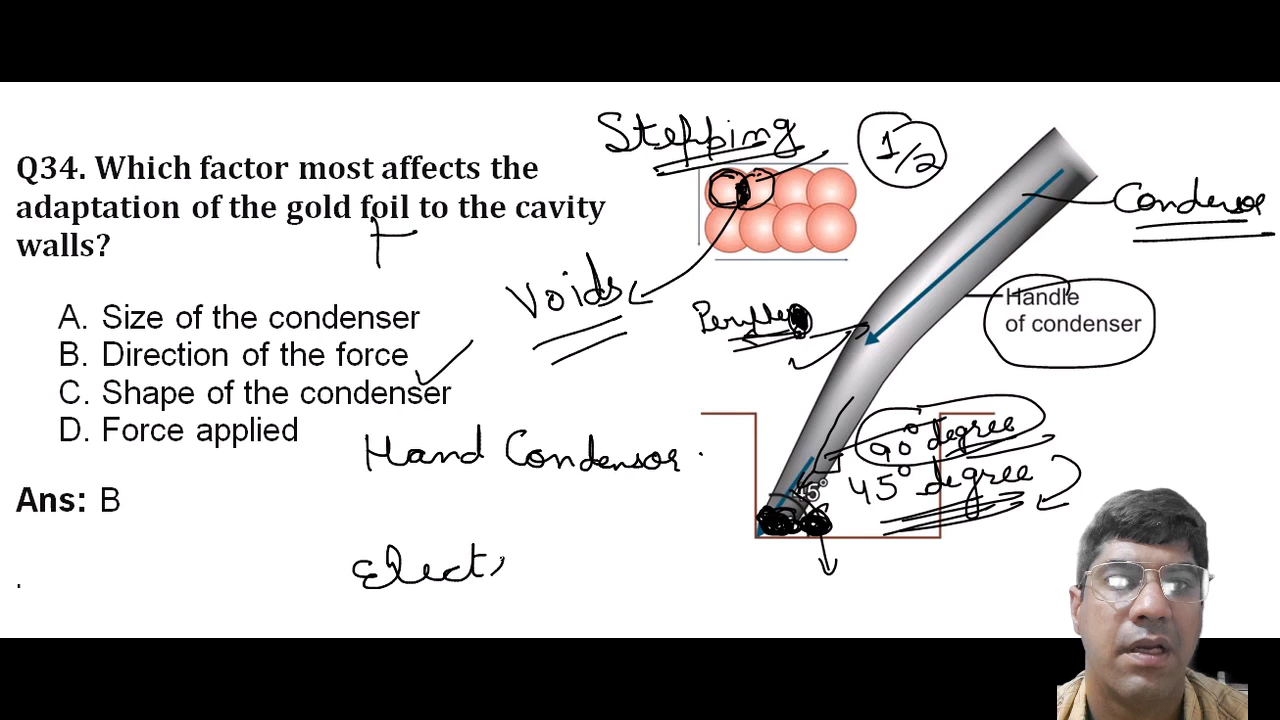 Stepping
1/2
Q34. Which factor most affects the
adaptation of the gold foil to the cavity
walls?
Condensor
Voids
Handle
of condenser
A. Size of the condenser
B. Direction of the force
C. Shape of the condenser
D. Force applied
90° degree
45° degree
45°
Hand Condensor
Ans: B
Elect
.